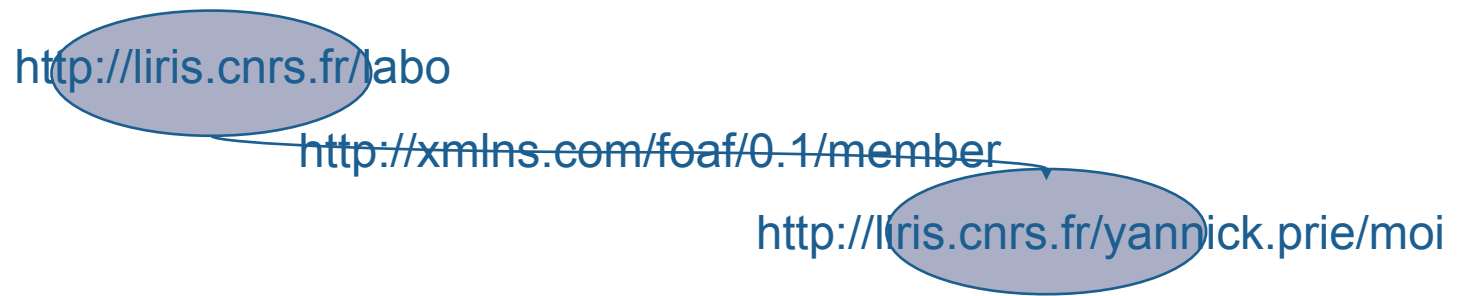 http://liris.cnrs.fr/labo
http://xmlns.com/foaf/0.1/member
http://liris.cnrs.fr/yannick.prie/moi